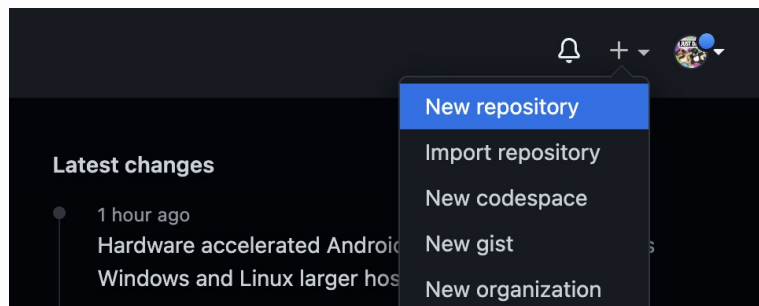 New repository
Import repository
Latest changes
New codespace
1 hour ago
New gist
Hardware accelerated Androi
s
Windows and Linux larger hos
New organization